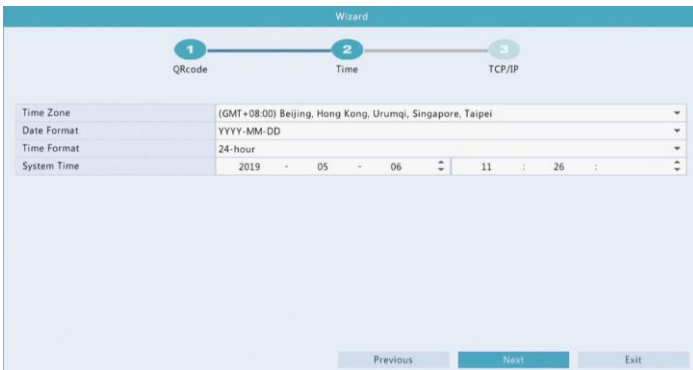 Wizard
1 2 3
QRcode Time TCP/IP
Time Zone (GMT+08:00) Beijing, Hong Kong, Urumqi, Singapore, Taipei
Date Format YYYY-MM-DD
Time Format 24-hour
System Time 2019 - 05 - 06 11 : 26 :
Previous Next Exit